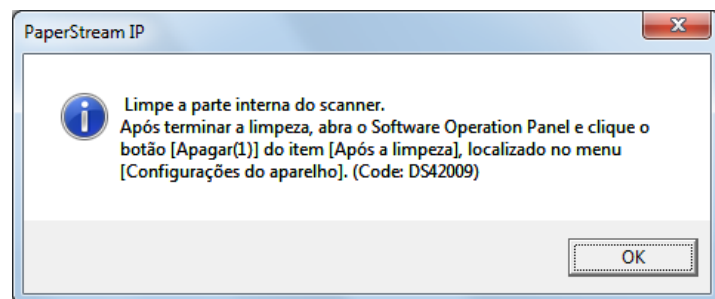 PaperStream IP
Limpe a parte interna do scanner.
Após terminar a limpeza, abra o Software Operation Panel e clique o
botão [Apagar(1)] do item [Após a limpeza], localizado no menu
[Configurações do aparelho]. (Code: DS42009)
OK